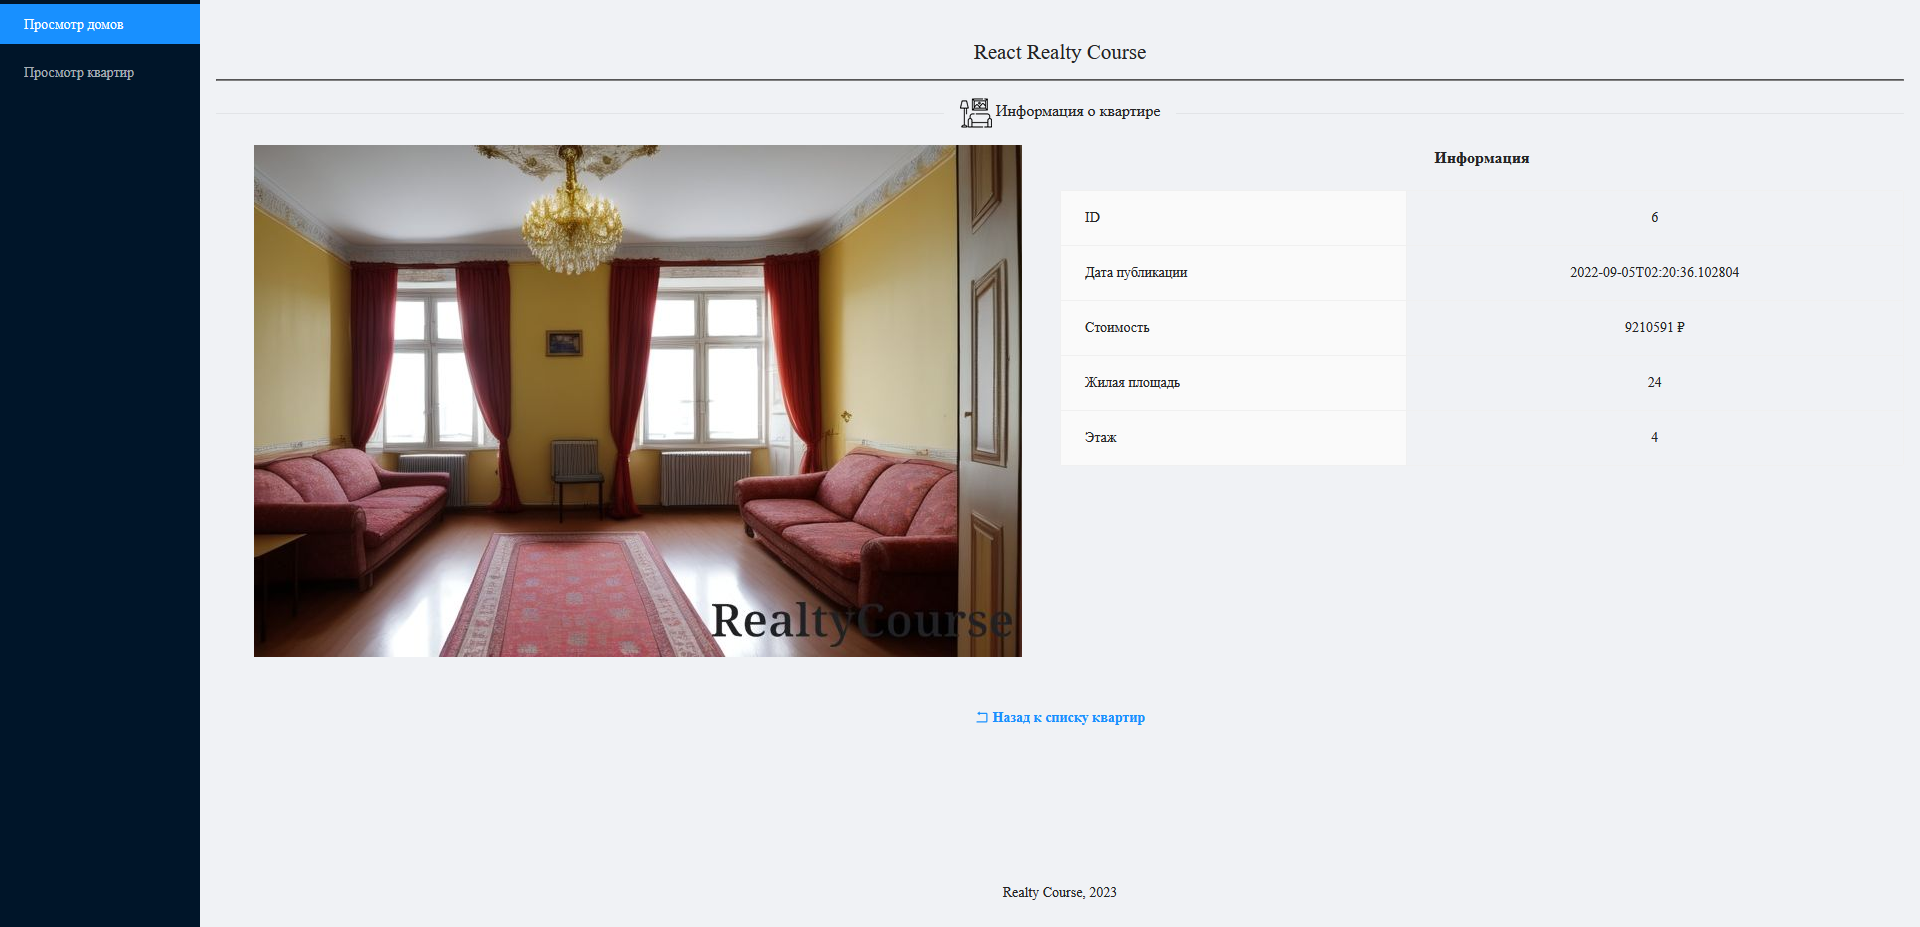 Просмотр домов
Просмотр квартир
React Realty Course
Информация о квартире
Информация
ID 6
Дата публикации 2022-09-05T02:20:36.102804
Стоимость 9210591 ₽
Жилая площадь 24
Этаж 4
RealtyCourse
Назад к списку квартир
Realty Course, 2023